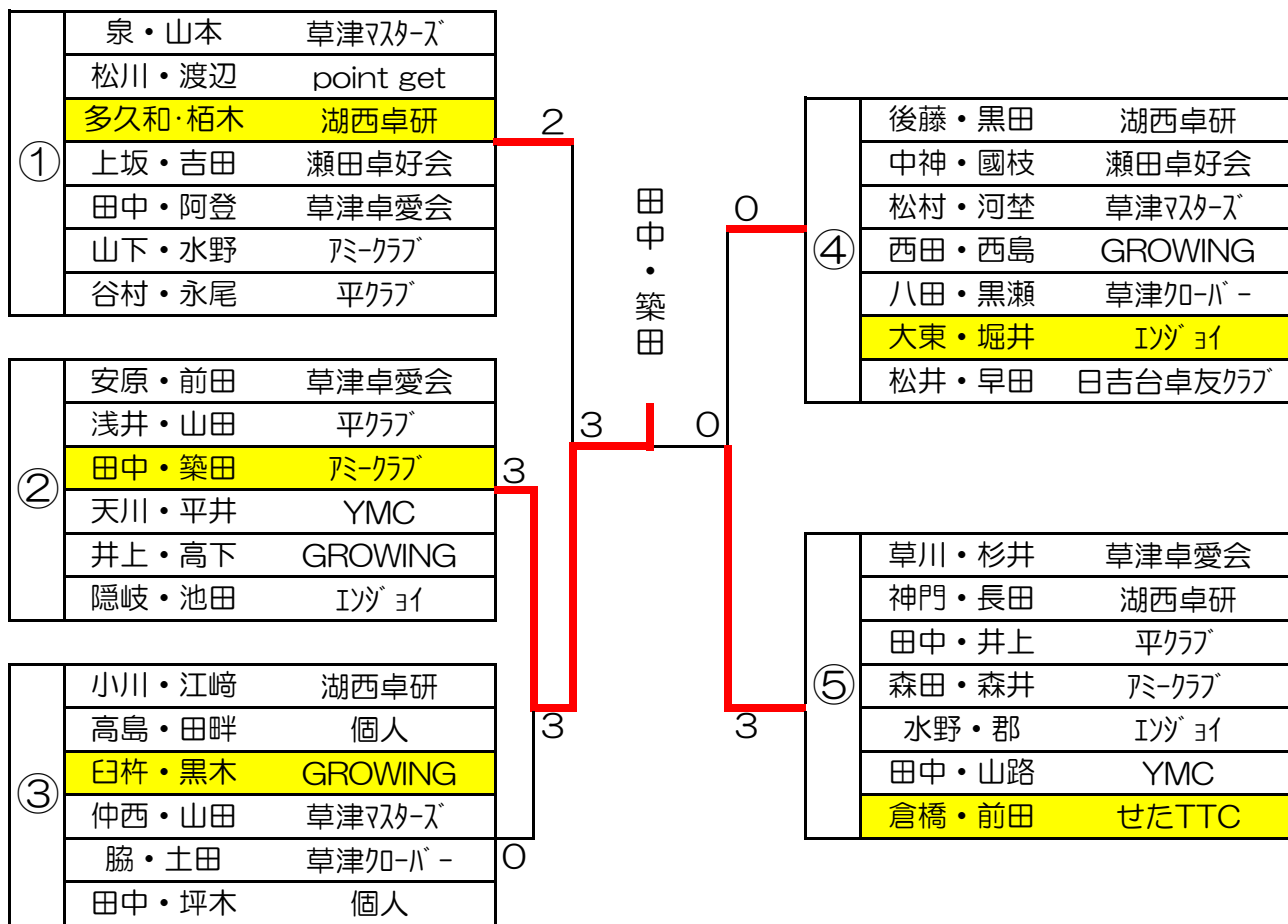 ①
泉・山本 草津ﾏｽﾀｰｽﾞ
松川・渡辺 point get
多久和･栢木 湖西卓研
上坂・吉田 瀬田卓好会
田中・阿登 草津卓愛会
山下・水野 ｱﾐｰｸﾗﾌﾞ
谷村・永尾 平ｸﾗﾌﾞ
2
②
安原・前田 草津卓愛会
浅井・山田 平ｸﾗﾌﾞ
田中・築田 ｱﾐｰｸﾗﾌﾞ
天川・平井 YMC
井上・高下 GROWING
隠岐・池田 ｴﾝｼﾞｮｲ
3
③
小川・江﨑 湖西卓研
高島・田畔 個人
臼杵・黒木 GROWING
仲西・山田 草津ﾏｽﾀｰｽﾞ
脇・土田 草津ｸﾛｰﾊﾞｰ
田中・坪木 個人
0
3
3
田中・築田
0
0
3
④
後藤・黒田 湖西卓研
中神・國枝 瀬田卓好会
松村・河埜 草津ﾏｽﾀｰｽﾞ
西田・西島 GROWING
八田・黒瀬 草津ｸﾛｰﾊﾞｰ
大東・堀井 ｴﾝｼﾞｮｲ
松井・早田 日吉台卓友ｸﾗﾌﾞ
⑤
草川・杉井 草津卓愛会
神門・長田 湖西卓研
田中・井上 平ｸﾗﾌﾞ
森田・森井 ｱﾐｰｸﾗﾌﾞ
水野・郡 ｴﾝｼﾞｮｲ
田中・山路 YMC
倉橋・前田 せたTTC